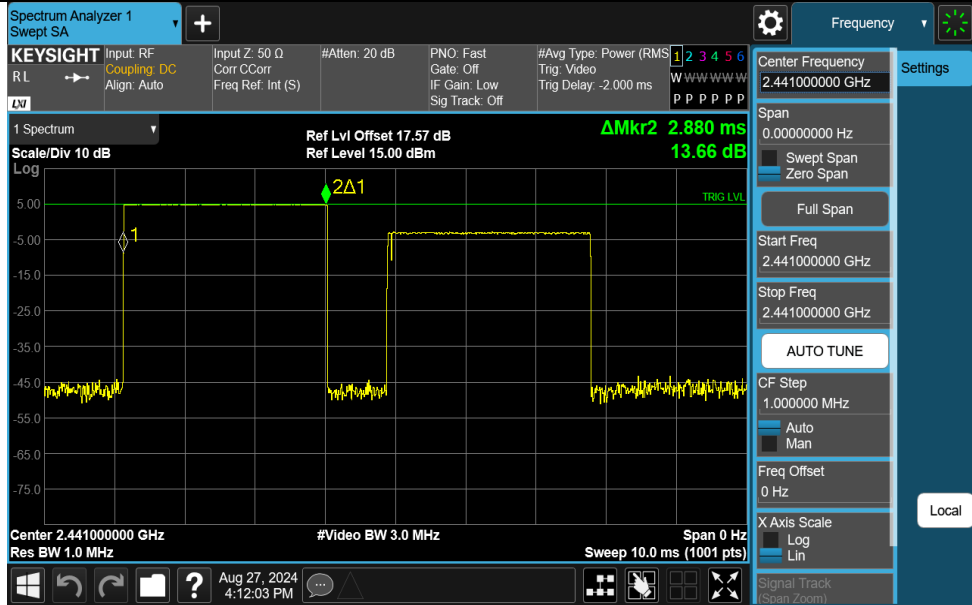 Spectrum Analyzer 1
Swept SA
+
Frequency
KEYSIGHT
R L
LXI
Input: RF
Coupling: DC
Align: Auto
Input Z: 50 Ω
Corr CCorr
Freq Ref: Int (S)
#Atten: 20 dB
PNO: Fast
Gate: Off
IF Gain: Low
Sig Track: Off
#Avg Type: Power (RMS
Trig: Video
Trig Delay: -2.000 ms
1 2 3 4 5 6
W W W W W W
P P P P P P
1 Spectrum
Scale/Div 10 dB
Log
Ref Lvl Offset 17.57 dB
Ref Level 15.00 dBm
ΔMkr2 2.880 ms
13.66 dB
2Δ1
TRIG LVL
1
5.00
-5.00
-15.0
-25.0
-35.0
-45.0
-55.0
-65.0
-75.0
Center 2.441000000 GHz
Res BW 1.0 MHz
#Video BW 3.0 MHz
Span 0 Hz
Sweep 10.0 ms (1001 pts)
Center Frequency
2.441000000 GHz
Span
0.00000000 Hz
Swept Span
Zero Span
Full Span
Start Freq
2.441000000 GHz
Stop Freq
2.441000000 GHz
AUTO TUNE
CF Step
1.000000 MHz
Auto
Man
Freq Offset
0 Hz
X Axis Scale
Log
Lin
Signal Track
(Span Zoom)
Settings
Local
?
Aug 27, 2024
4:12:03 PM